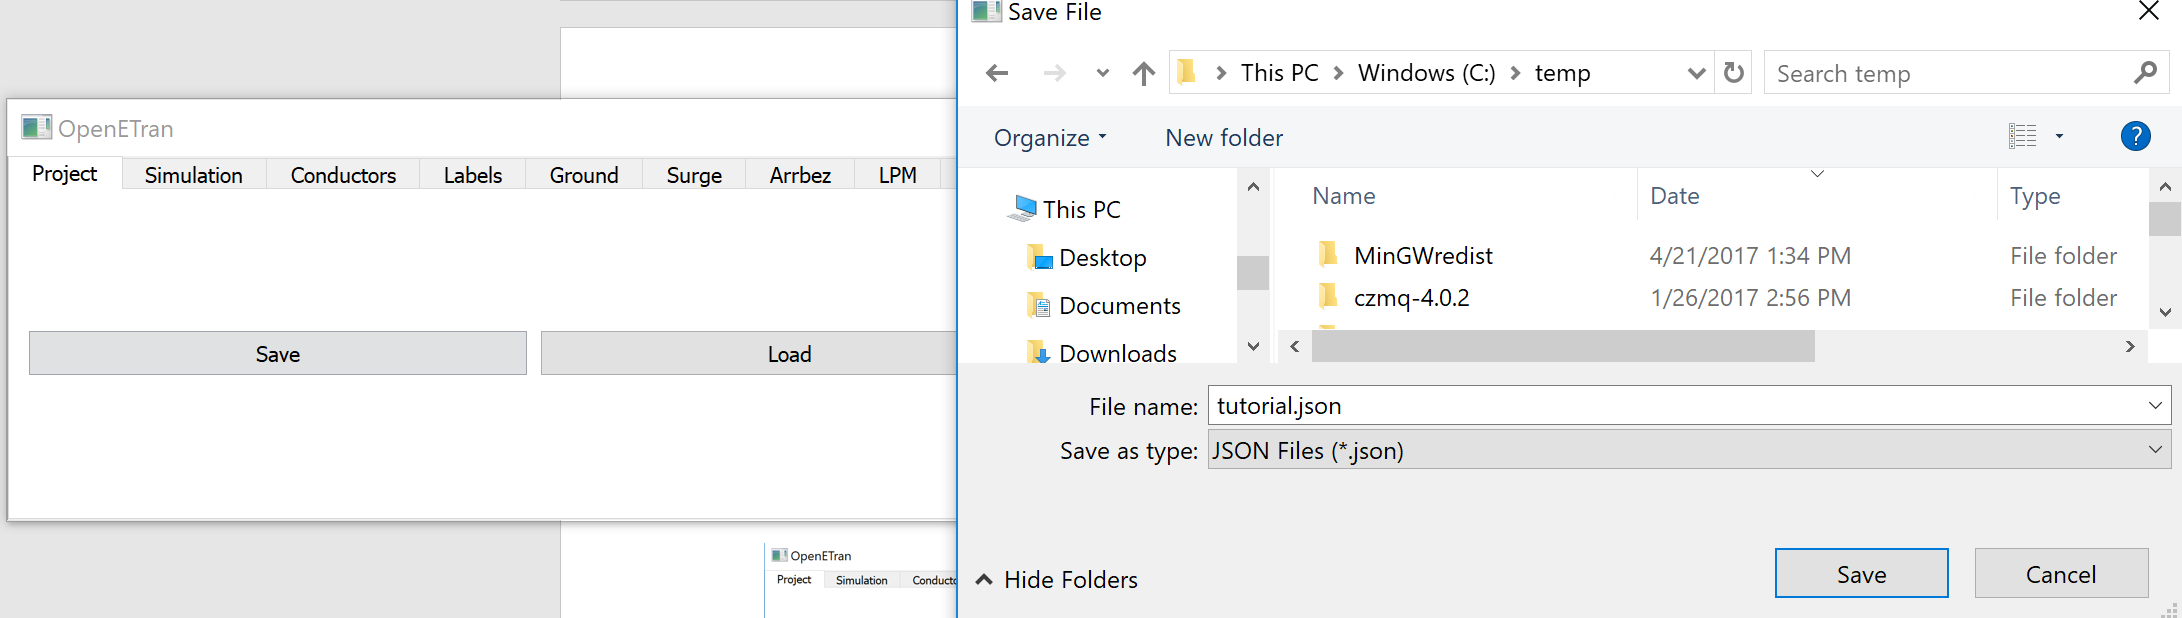 OpenETran
Project Simulation Conductors Labels Ground Surge Arrbez LPM
Save Load
OpenETran
Project Simulation
Save File
This PC Windows (C:) temp
Search temp
Organize New folder
?
This PC
Desktop
Documents
Downloads
Name Date Type
MinGWredist 4/21/2017 1:34 PM File folder
czmq-4.0.2 1/26/2017 2:56 PM File folder
File name: tutorial.json
Save as type: JSON Files (*.json)
Hide Folders
Save Cancel